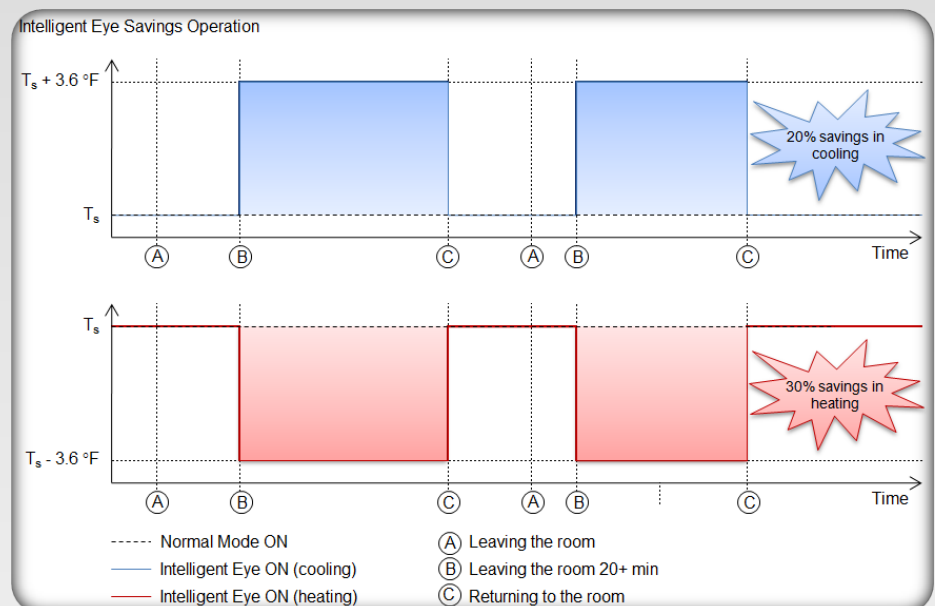 Intelligent Eye Savings Operation
Ts + 3.6 °F
20% savings in
cooling
Ts
A B C A B C
Time
Ts
30% savings in
heating
Ts - 3.6 °F
A B C A B C
Time
Normal Mode ON
A Leaving the room
Intelligent Eye ON (cooling)
B Leaving the room 20+ min
Intelligent Eye ON (heating)
C Returning to the room